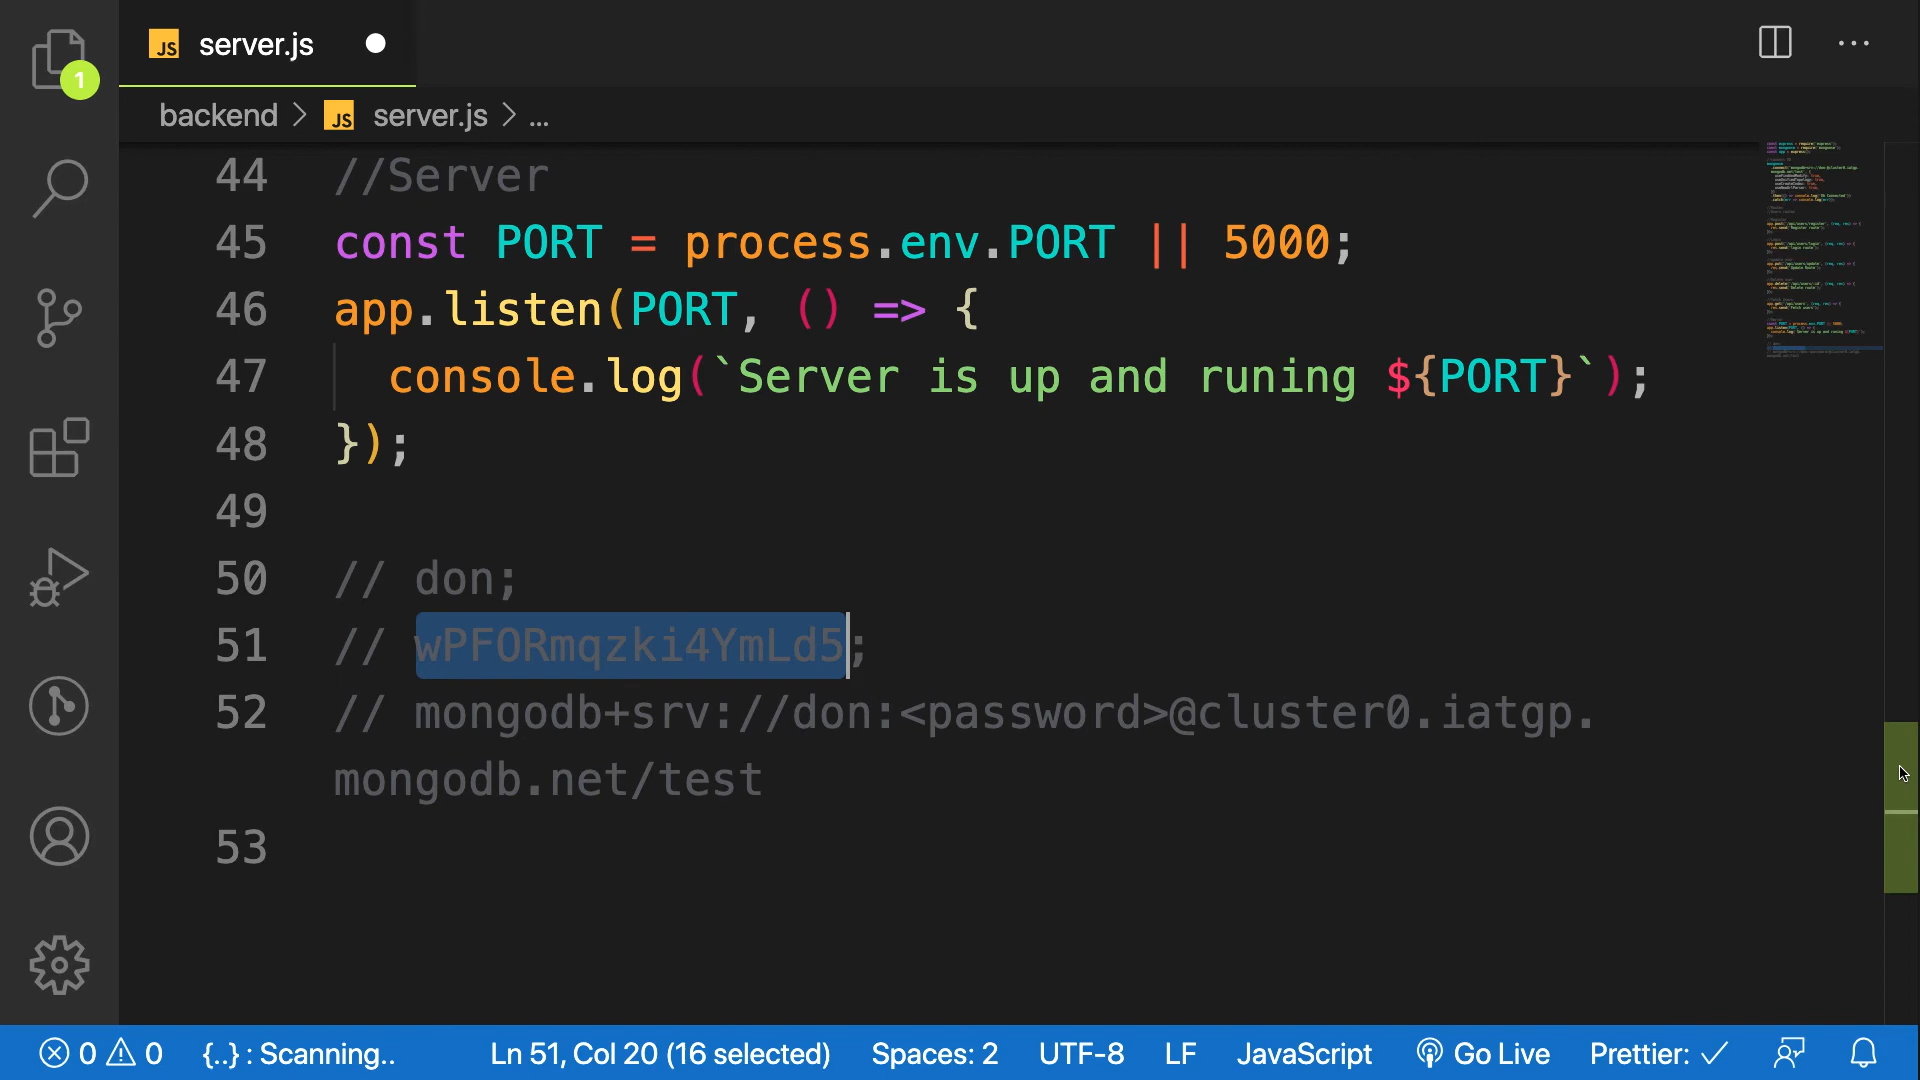 JS server.js
1
backend > JS server.js > ...
44 //Server
45 const PORT = process.env.PORT || 5000;
46 app.listen(PORT, () => {
47 console.log(`Server is up and runing ${PORT}`);
48 });
49
50 // don;
51 // wPFORmqzki4YmLd5;
52 // mongodb+srv://don:<password>@cluster0.iatgp.
mongodb.net/test
53
0 0 {..} : Scanning.. Ln 51, Col 20 (16 selected) Spaces: 2 UTF-8 LF JavaScript Go Live Prettier: ✓